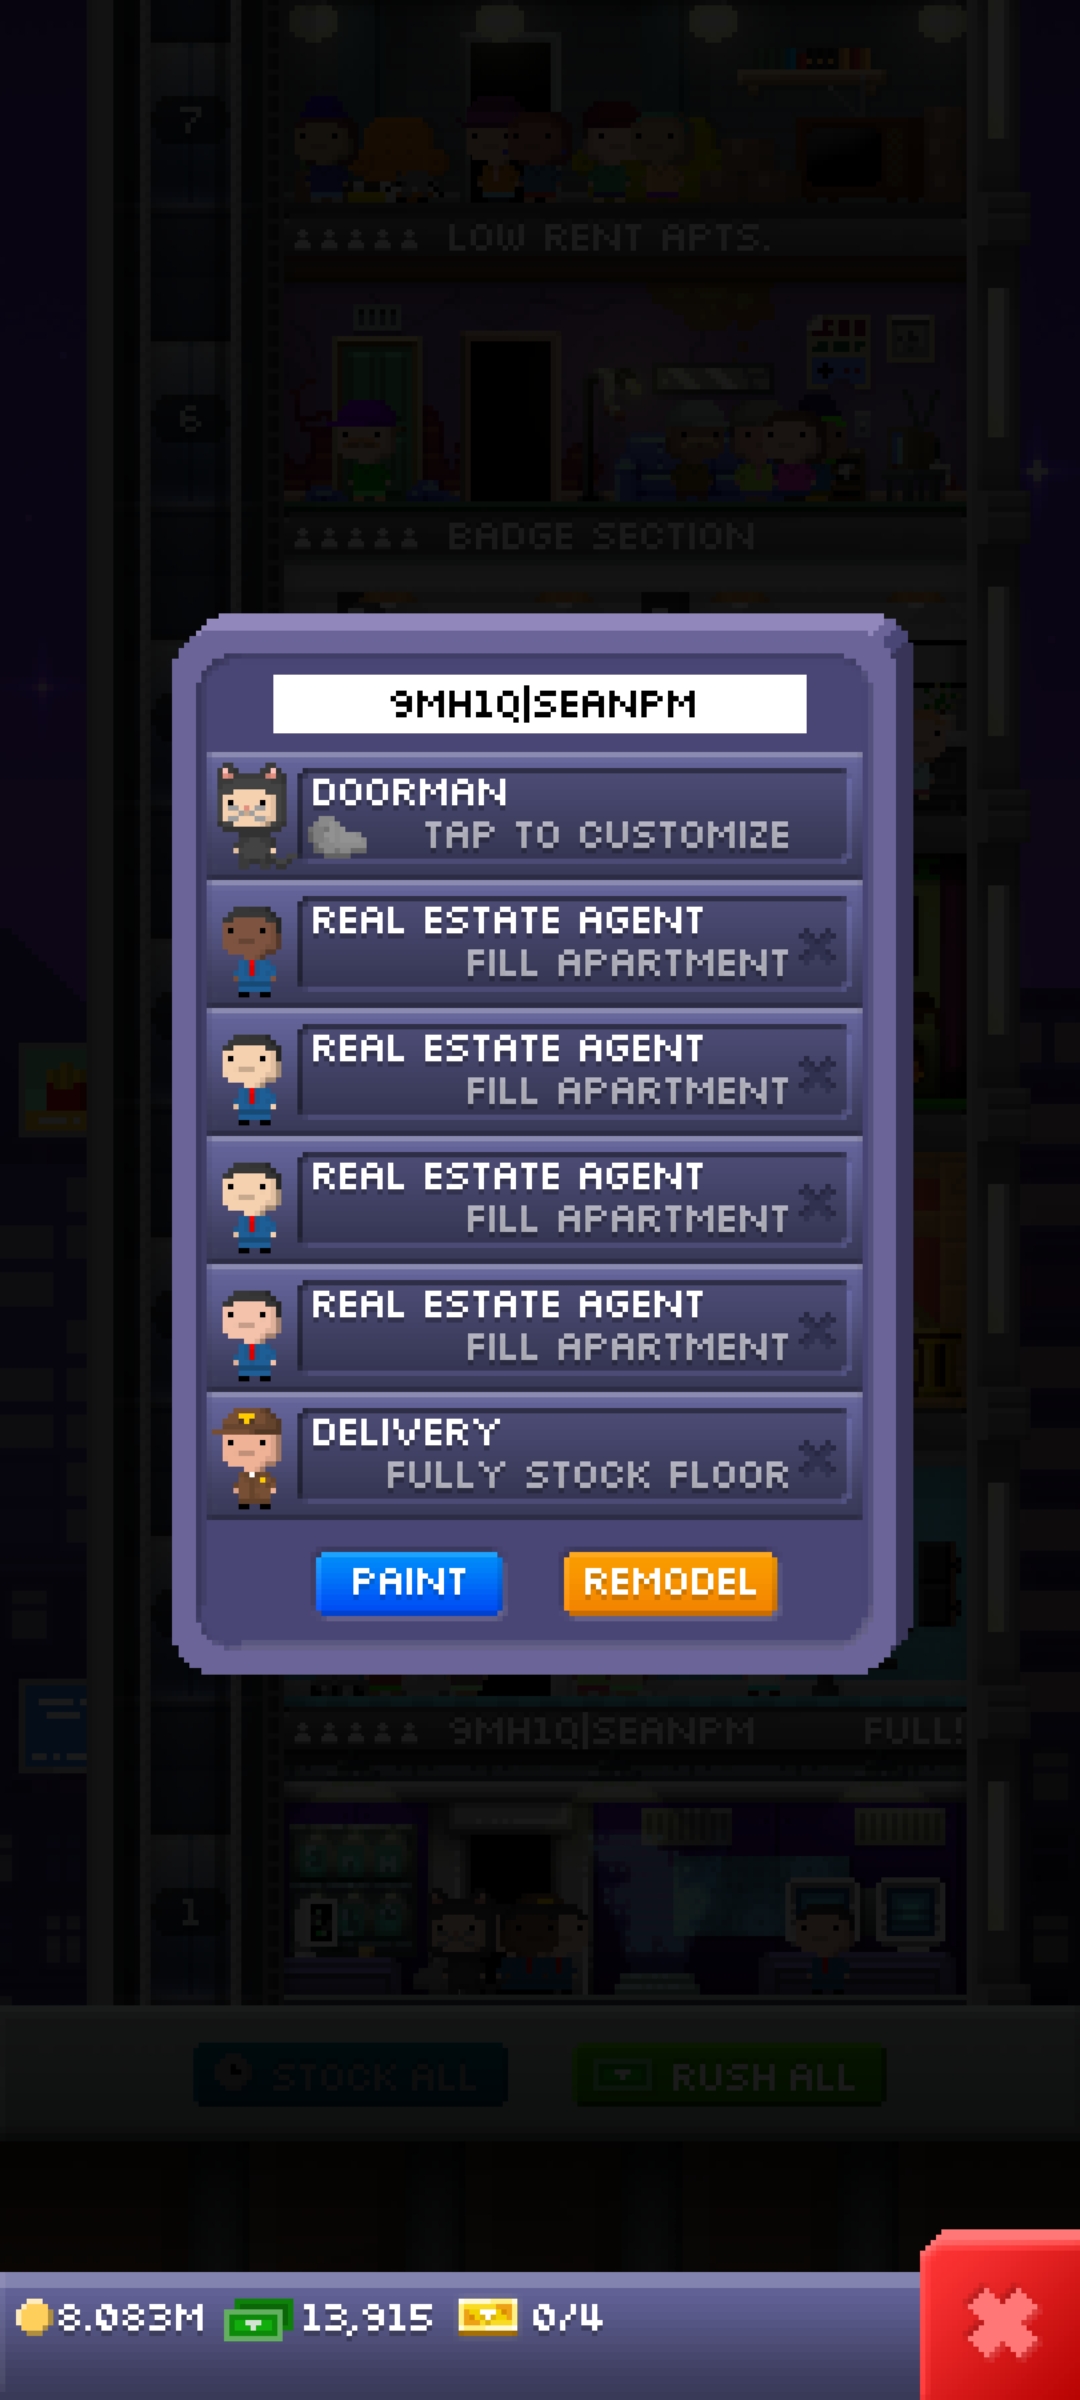 7
LOW RENT APTS.
6
BADGE SECTION
9MH1Q|SEANPM
DOORMAN
TAP TO CUSTOMIZE
REAL ESTATE AGENT
FILL APARTMENT
REAL ESTATE AGENT
FILL APARTMENT
REAL ESTATE AGENT
FILL APARTMENT
REAL ESTATE AGENT
FILL APARTMENT
DELIVERY
FULLY STOCK FLOOR
PAINT REMODEL
9MH1Q|SEANPM FULL!
1
STOCK ALL RUSH ALL
8.083M 13,915 0/4